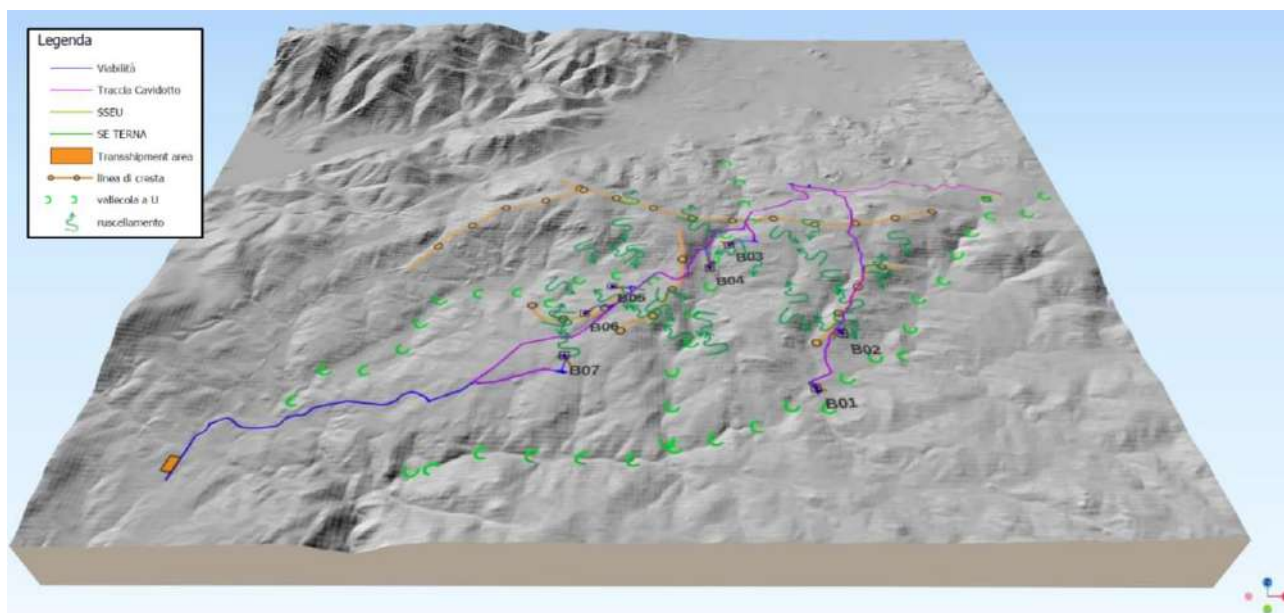 Legenda
Viabilità
Traccia Cavidotto
SSEU
SE TERNA
Transshipment area
linea di cresta
vallecola a U
ruscellamento
B03
B04
B05
B06
B02
B07
B01